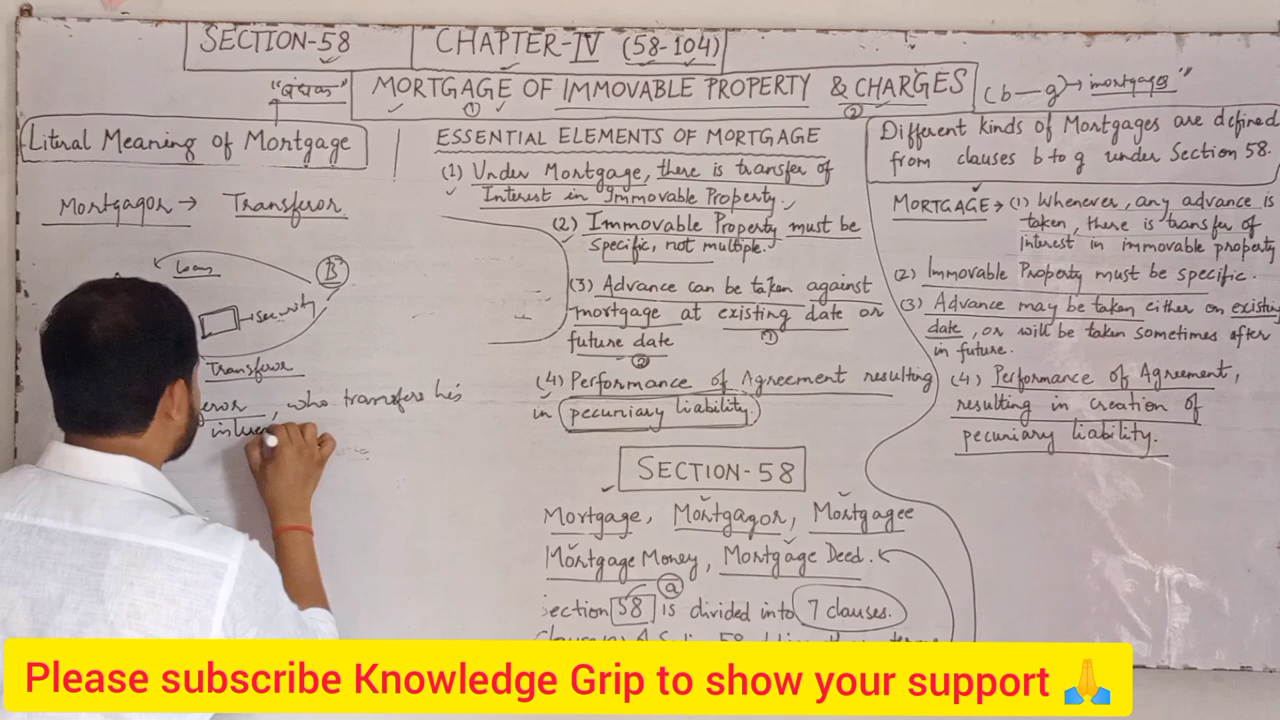 SECTION-58
CHAPTER-IV (58-104)
"बंधक"
MORTGAGE OF IMMOVABLE PROPERTY & CHARGES
① ②
(b-g)→ mortgages"
Literal Meaning of Mortgage
Mortgagor → Transferor
Loan
B
security
Transferor
eror, who transfers his
ESSENTIAL ELEMENTS OF MORTGAGE
(1) Under Mortgage, there is transfer of
Interest in Immovable Property.
(2) Immovable Property must be
specific, not multiple.
(3) Advance can be taken against
mortgage at existing date or
①
future date
②
(4) Performance of Agreement resulting
in pecuniary liability.
SECTION-58
Mortgage, Mortgagor, Mortgagee
Mortgage Money, Mortgage Deed.
a
Section 58 is divided into 7 clauses.
Different kinds of Mortgages are defined
from clauses b to g under Section 58.
MORTGAGE → (1) Whenever, any advance is
taken, there is transfer of
Interest in immovable property
(2) Immovable Property must be specific.
(3) Advance may be taken either on existing
date, or will be taken sometimes after
in future.
(4) Performance of Agreement,
resulting in creation of
pecuniary liability.
Please subscribe Knowledge Grip to show your support 🙏